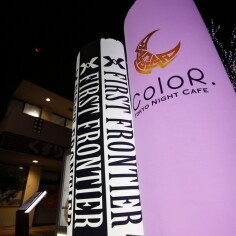 FIRST FRONTIER
FIRST FRONTIER
ColoR.
TOKYO NIGHT CAFE